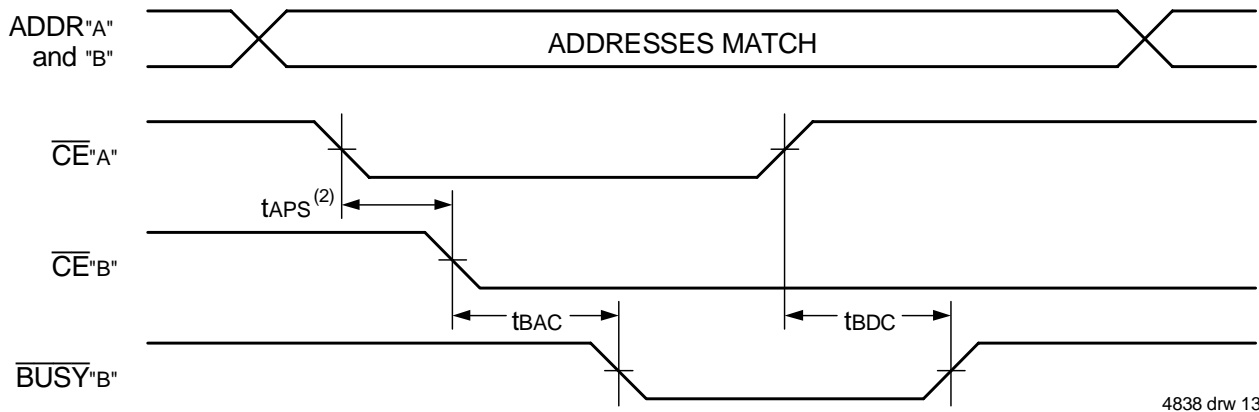 ADDR"A"
and "B"
ADDRESSES MATCH
CE"A"
tAPS(2)
CE"B"
tBAC
tBDC
BUSY"B"
4838 drw 13